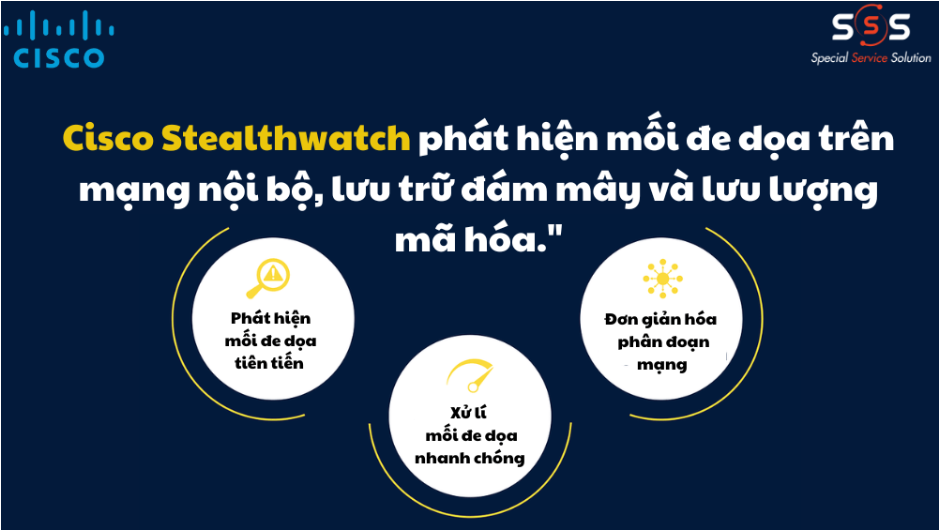 CISCO
SSS
Special Service Solution
Cisco Stealthwatch phát hiện mối đe dọa trên
mạng nội bộ, lưu trữ đám mây và lưu lượng
mã hóa."
Phát hiện
mối đe dọa
tiên tiến
Xử lí
mối đe dọa
nhanh chóng
Đơn giản hóa
phân đoạn
mạng